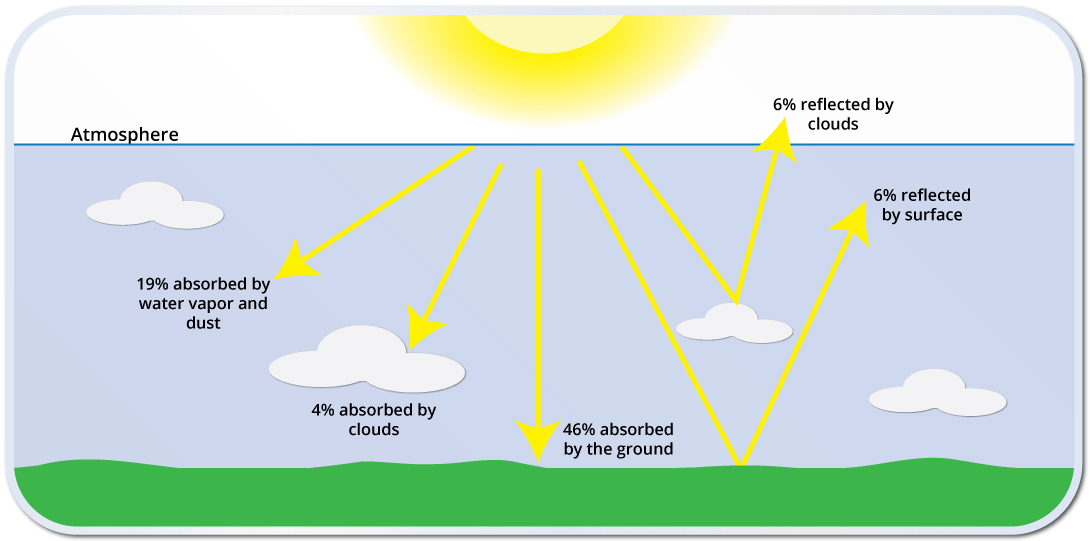 Atmosphere
6% reflected by
clouds
6% reflected
by surface
19% absorbed by
water vapor and
dust
4% absorbed by
clouds
46% absorbed
by the ground